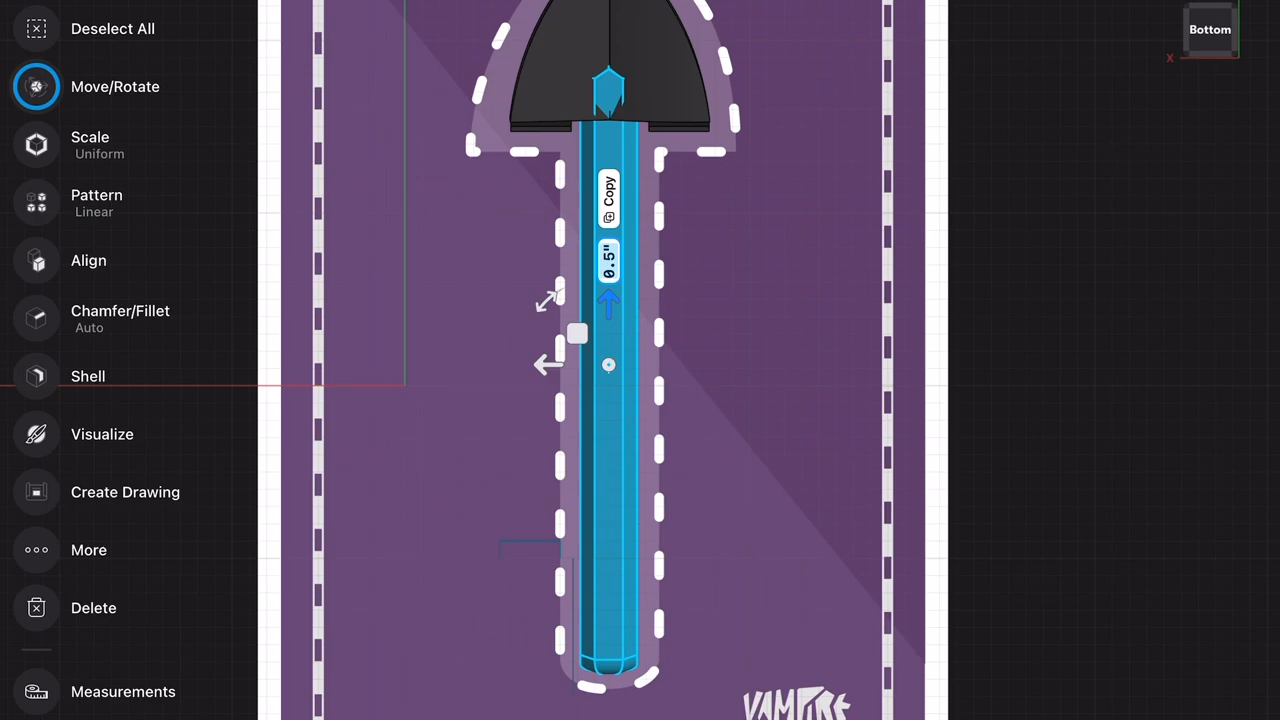 Deselect All
Move/Rotate
Scale
Uniform
Pattern
Linear
Align
Chamfer/Fillet
Auto
Shell
Visualize
Create Drawing
More
Delete
Measurements
Copy
0.5"
Bottom
X
VAMPIRE